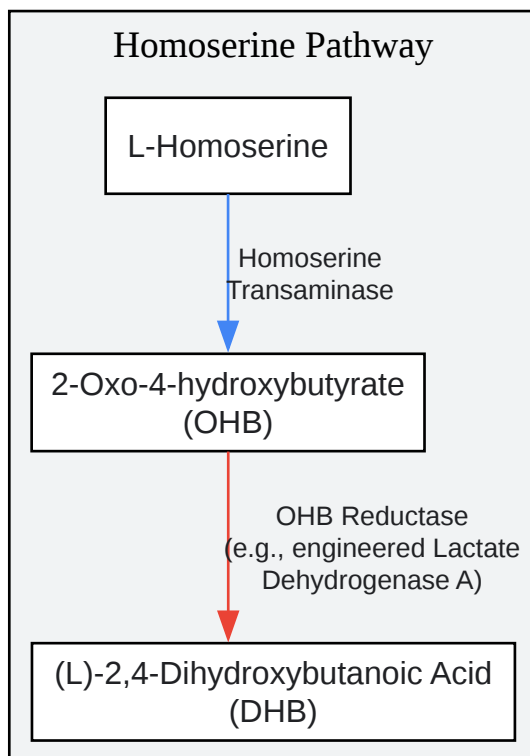 Homoserine Pathway
L-Homoserine
Homoserine
Transaminase
2-Oxo-4-hydroxybutyrate
(OHB)
OHB Reductase
(e.g., engineered Lactate
Dehydrogenase A)
(L)-2,4-Dihydroxybutanoic Acid
(DHB)